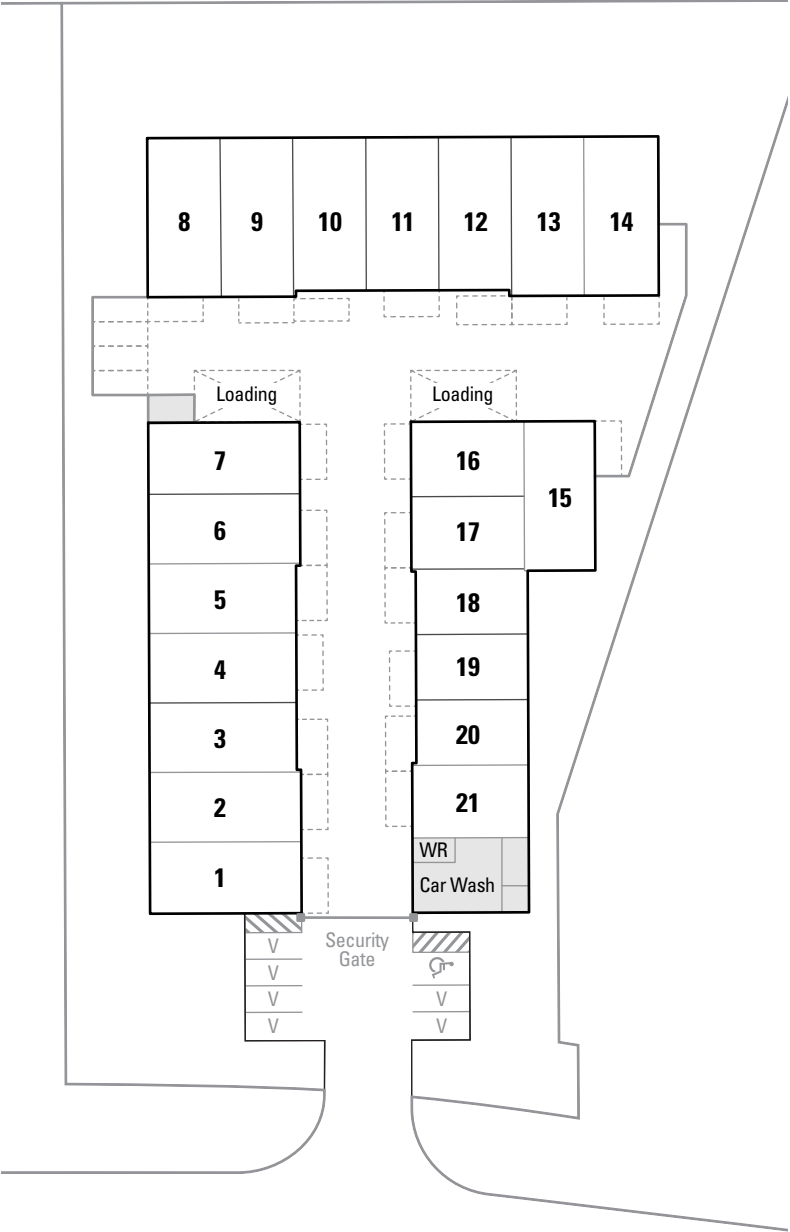 8 9 10 11 12 13 14
Loading Loading
7 16
15
6 17
5 18
4 19
3 20
2 21
WR
1 Car Wash
Security
Gate
V
V
V V
V V